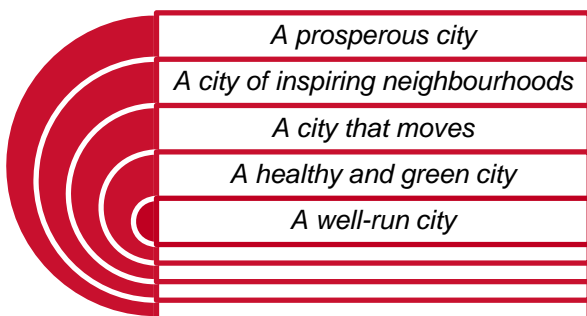 A prosperous city
A city of inspiring neighbourhoods
A city that moves
A healthy and green city
A well-run city